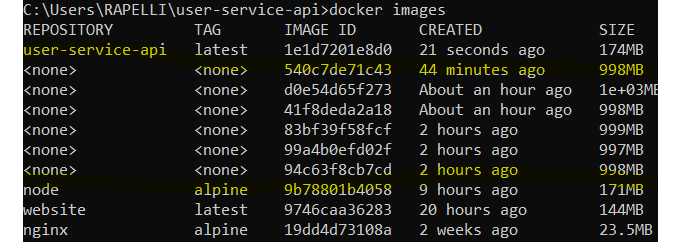 C:\Users\RAPELLI\user-service-api>docker images
REPOSITORY TAG IMAGE ID CREATED SIZE
user-service-api latest 1e1d7201e8d0 21 seconds ago 174MB
<none> <none> 540c7de71c43 44 minutes ago 998MB
<none> <none> d0e54d65f273 About an hour ago 1e+03MB
<none> <none> 41f8deda2a18 About an hour ago 998MB
<none> <none> 83bf39f58fcf 2 hours ago 999MB
<none> <none> 99a4b0efd02f 2 hours ago 997MB
<none> <none> 94c63f8cb7cd 2 hours ago 998MB
node alpine 9b78801b4058 9 hours ago 171MB
website latest 9746caa36283 20 hours ago 144MB
nginx alpine 19dd4d73108a 2 weeks ago 23.5MB